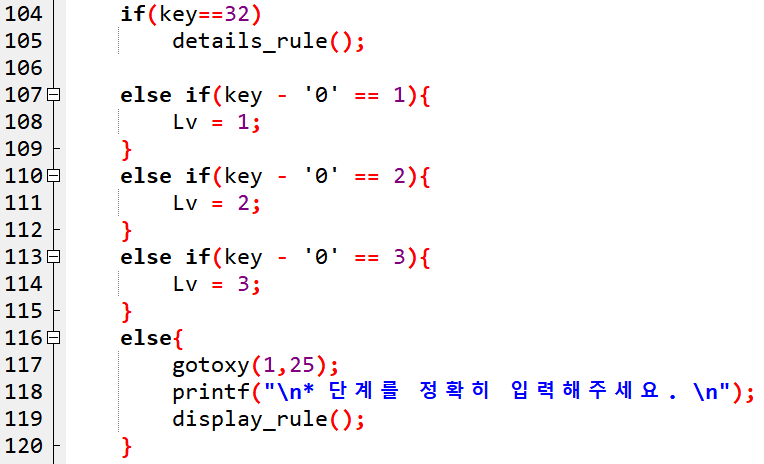 104 if(key==32)
105 details_rule();
106
107 else if(key - '0' == 1){
108 Lv = 1;
109 }
110 else if(key - '0' == 2){
111 Lv = 2;
112 }
113 else if(key - '0' == 3){
114 Lv = 3;
115 }
116 else{
117 gotoxy(1,25);
118 printf("\n* 단계를 정확히 입력해주세요. \n");
119 display_rule();
120 }